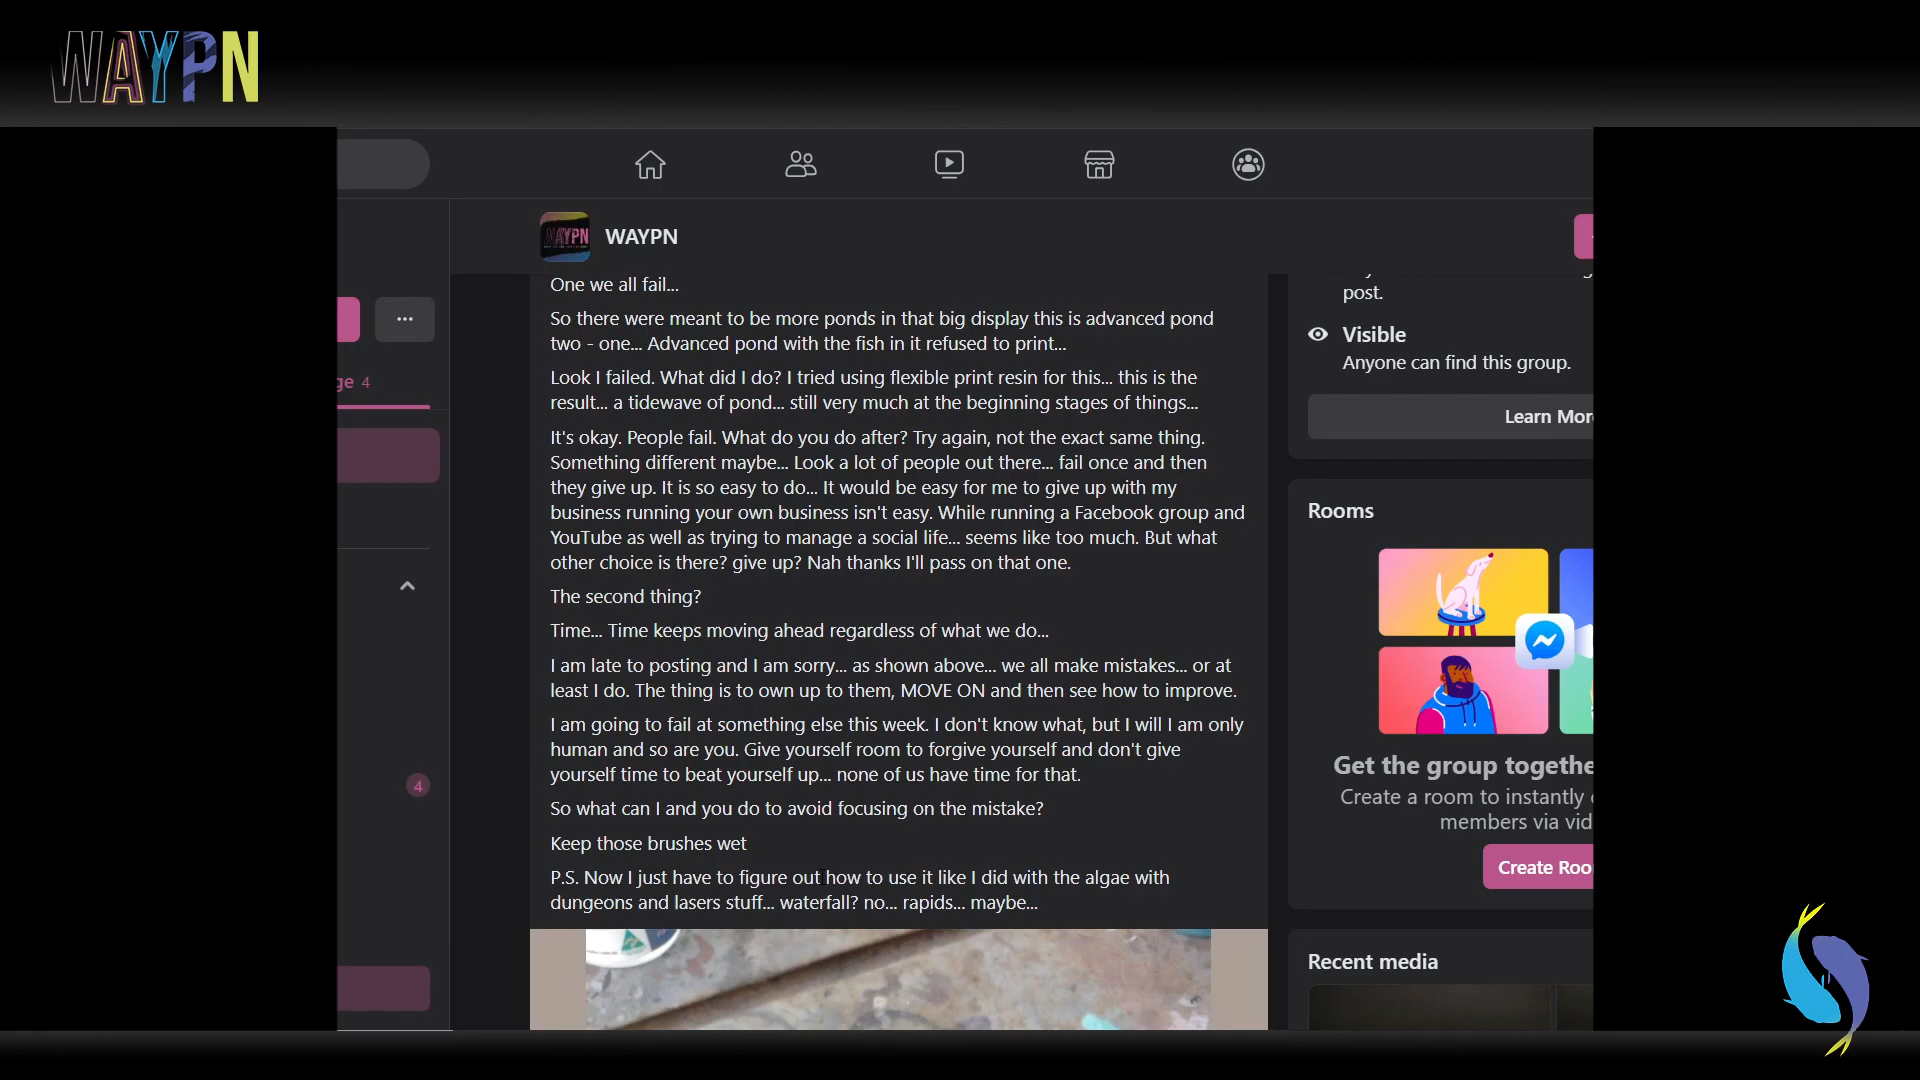 WAYPN
WAYPN
WAYPN
One we all fail...
So there were meant to be more ponds in that big display this is advanced pond
two - one... Advanced pond with the fish in it refused to print...
Look I failed. What did I do? I tried using flexible print resin for this... this is the
result... a tidewave of pond... still very much at the beginning stages of things...
It's okay. People fail. What do you do after? Try again, not the exact same thing.
Something different maybe... Look a lot of people out there... fail once and then
they give up. It is so easy to do... It would be easy for me to give up with my
business running your own business isn't easy. While running a Facebook group and
YouTube as well as trying to manage a social life... seems like too much. But what
other choice is there? give up? Nah thanks I'll pass on that one.
The second thing?
Time... Time keeps moving ahead regardless of what we do...
I am late to posting and I am sorry... as shown above... we all make mistakes... or at
least I do. The thing is to own up to them, MOVE ON and then see how to improve.
I am going to fail at something else this week. I don't know what, but I will I am only
human and so are you. Give yourself room to forgive yourself and don't give
yourself time to beat yourself up... none of us have time for that.
So what can I and you do to avoid focusing on the mistake?
Keep those brushes wet
P.S. Now I just have to figure out how to use it like I did with the algae with
dungeons and lasers stuff... waterfall? no... rapids... maybe...
ge 4
4
post.
Visible
Anyone can find this group.
Learn Mor
Rooms
Get the group togethe
Create a room to instantly
members via vid
Create Roo
Recent media